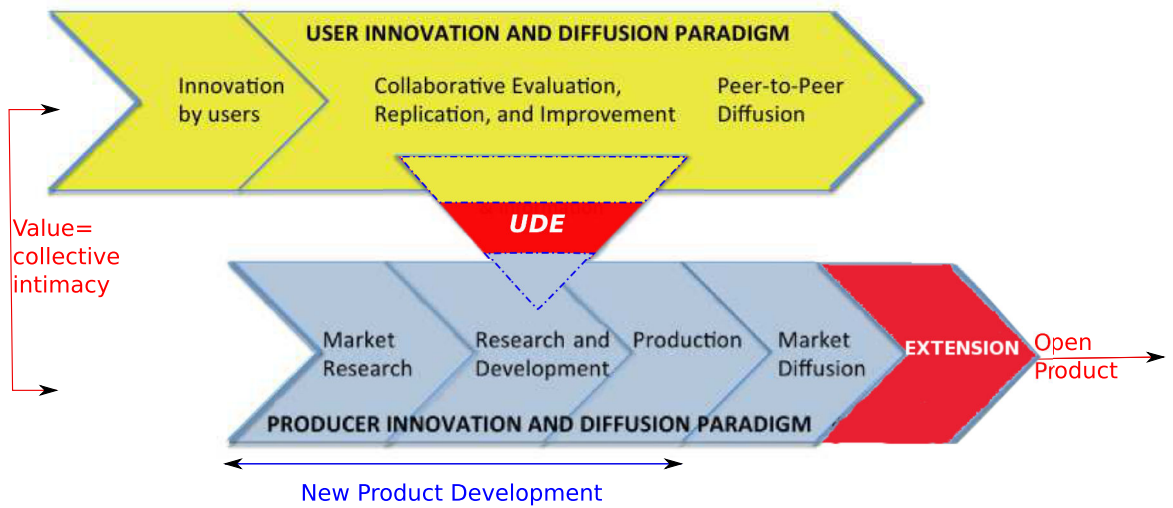 USER INNOVATION AND DIFFUSION PARADIGM
Innovation
by users
Collaborative Evaluation,
Replication, and Improvement
Peer-to-Peer
Diffusion
UDE
Value=
collective
intimacy
Market
Research
Research and
Development
Production
Market
Diffusion
EXTENSION
Open
Product
PRODUCER INNOVATION AND DIFFUSION PARADIGM
New Product Development